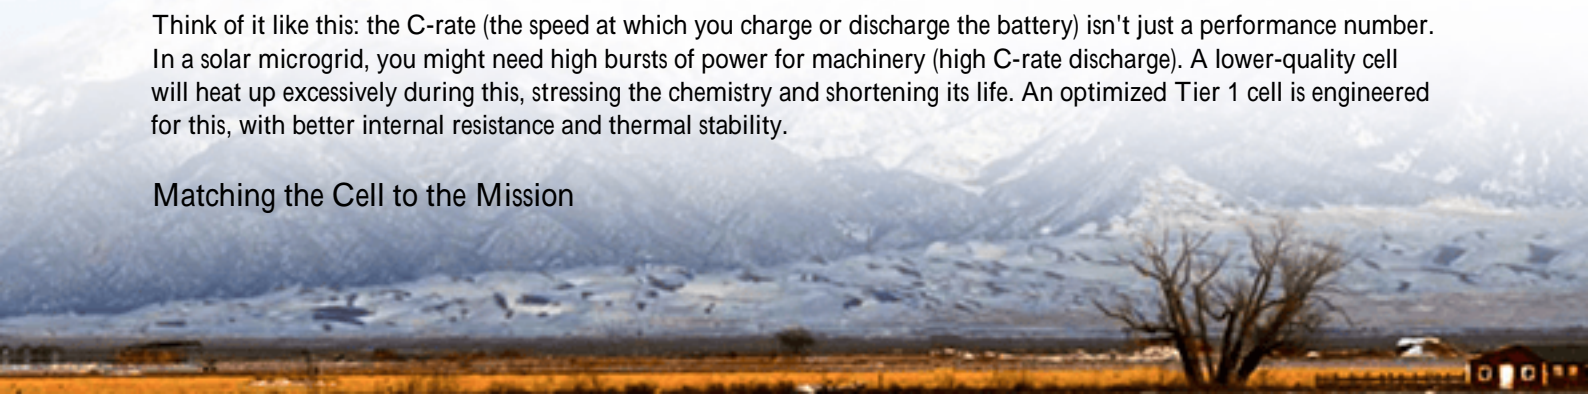 Think of it like this: the C-rate (the speed at which you charge or discharge the battery) isn't just a performance number.
In a solar microgrid, you might need high bursts of power for machinery (high C-rate discharge). A lower-quality cell
will heat up excessively during this, stressing the chemistry and shortening its life. An optimized Tier 1 cell is engineered
for this, with better internal resistance and thermal stability.
Matching the Cell to the Mission